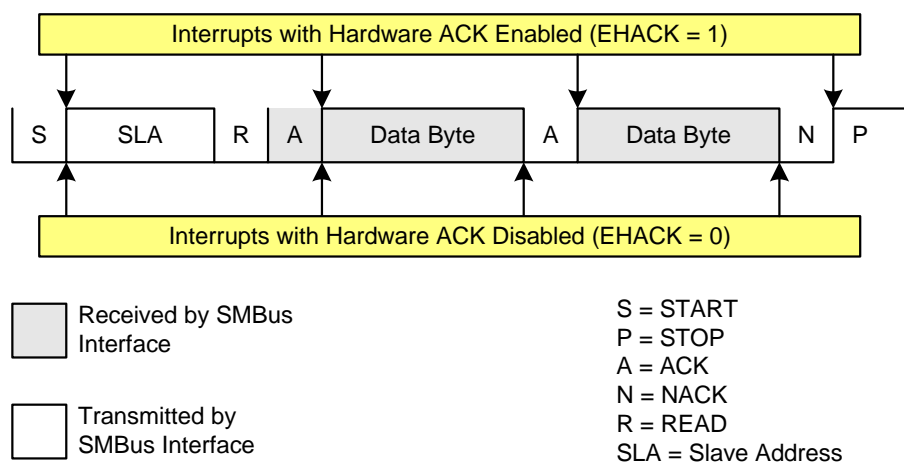 Interrupts with Hardware ACK Enabled (EHACK = 1)
S SLA R A Data Byte A Data Byte N P
Interrupts with Hardware ACK Disabled (EHACK = 0)
Received by SMBus
Interface
Transmitted by
SMBus Interface
S = START
P = STOP
A = ACK
N = NACK
R = READ
SLA = Slave Address